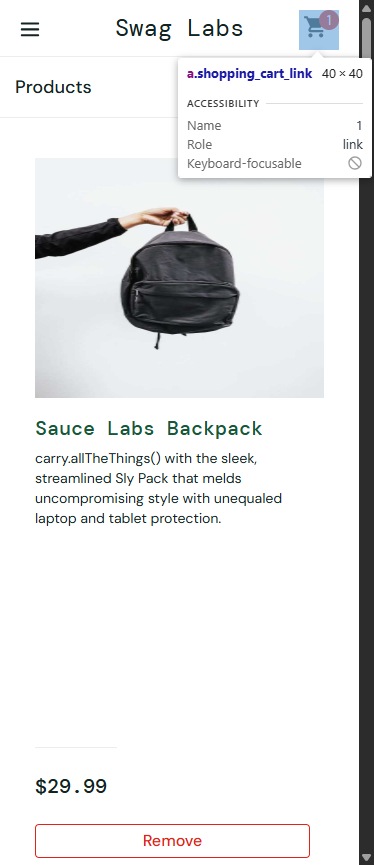 Swag Labs
1
a.shopping_cart_link 40 × 40
ACCESSIBILITY
Name 1
Role link
Keyboard-focusable
Products
Sauce Labs Backpack
carry.allTheThings() with the sleek,
streamlined Sly Pack that melds
uncompromising style with unequaled
laptop and tablet protection.
$29.99
Remove